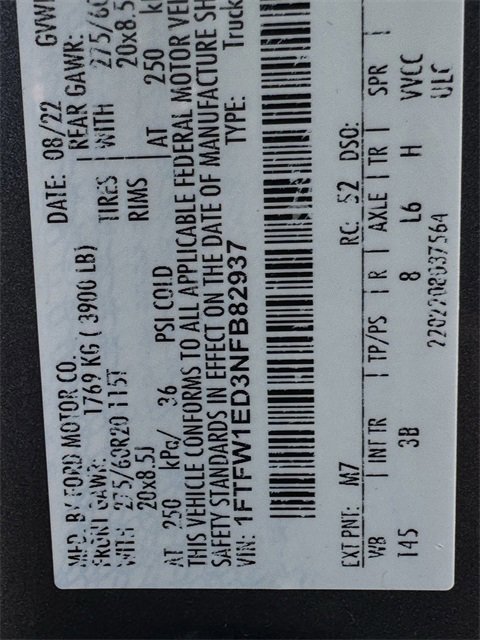 MFD. BY FORD MOTOR CO.
DATE: 08/22
GVWR
FRONT GAWR: 1769 KG ( 3900 LB)
REAR GAWR:
WITH 275/60R20 115T TIRES
WITH 275/60
20x8.5J RIMS
20x8.5
AT 250 kPa/ 36 PSI COLD
AT 250
THIS VEHICLE CONFORMS TO ALL APPLICABLE FEDERAL MOTOR
SAFETY STANDARDS IN EFFECT ON THE DATE OF MANUFACTURE
VIN: 1FTFW1ED3NFB82937
TYPE: Truck
EXT PNT: M7 RC: 52 DSO:
WB | INT TR | TP/PS | R | AXLE | TR | SPR
145 3B 8 L6 H VVCC
ULC
2202208037564